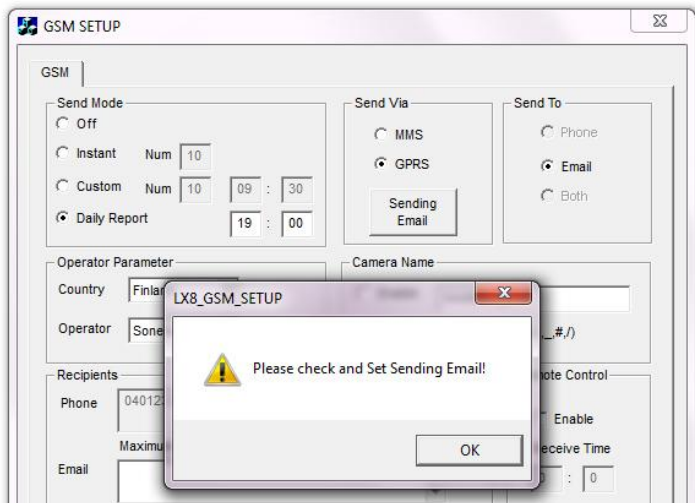 GSM SETUP
GSM
Send Mode
Off
Instant Num 10
Custom Num 10 09 : 30
Daily Report 19 : 00
Send Via
MMS
GPRS
Sending
Email
Send To
Phone
Email
Both
Operator Parameter
Country
Operator
Camera Name
,_,#,/)
LX8_GSM_SETUP
Please check and Set Sending Email!
OK
Recipients
Phone
Email
Enable
: 0